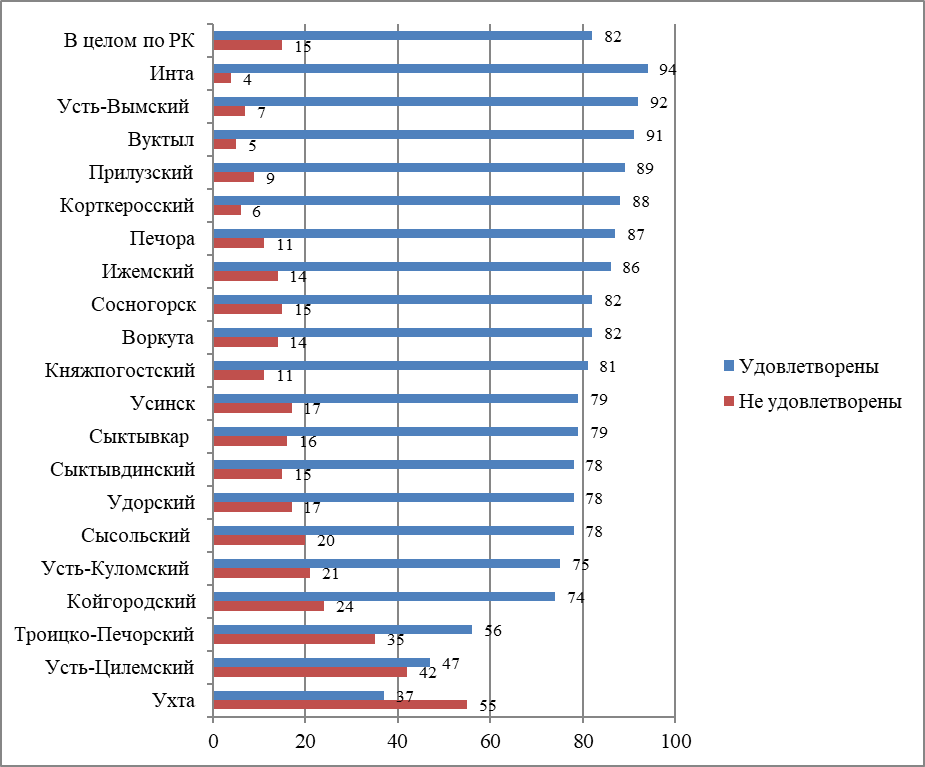 В целом по РК 82
15
Инта 94
4
Усть-Вымский 92
7
Вуктыл 91
5
Прилузский 89
9
Корткеросский 88
6
Печора 87
11
Ижемский 86
14
Сосногорск 82
15
Воркута 82
14
Княжпогостский 81
11
Усинск 79
17
Сыктывкар 79
16
Сыктывдинский 78
15
Удорский 78
17
Сысольский 78
20
Усть-Куломский 75
21
Койгородский 74
24
Троицко-Печорский 56
35
Усть-Цилемский 47
42
Ухта 37
55
0 20 40 60 80 100
Удовлетворены
Не удовлетворены